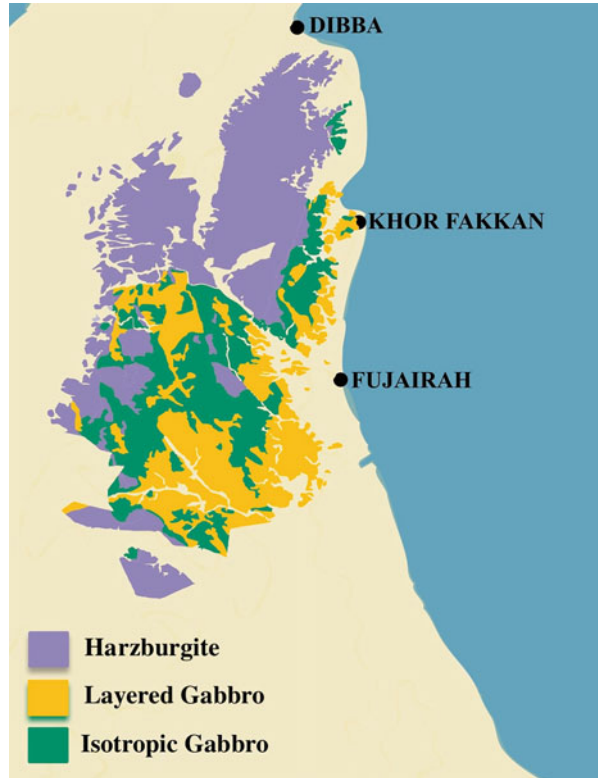 DIBBA
KHOR FAKKAN
FUJAIRAH
Harzburgite
Layered Gabbro
Isotropic Gabbro